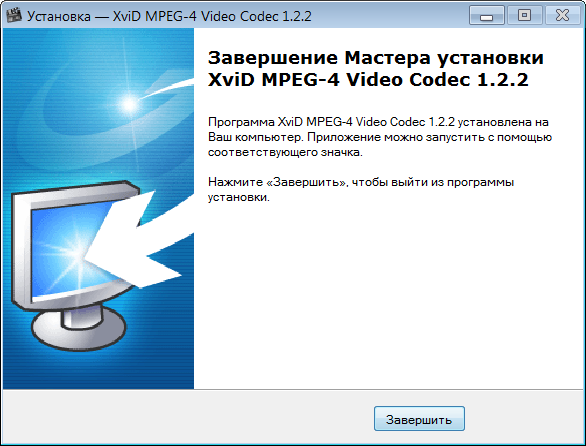 Установка — XviD MPEG-4 Video Codec 1.2.2
Завершение Мастера установки
XviD MPEG-4 Video Codec 1.2.2
Программа XviD MPEG-4 Video Codec 1.2.2 установлена на
Ваш компьютер. Приложение можно запустить с помощью
соответствующего значка.
Нажмите «Завершить», чтобы выйти из программы
установки.
Завершить